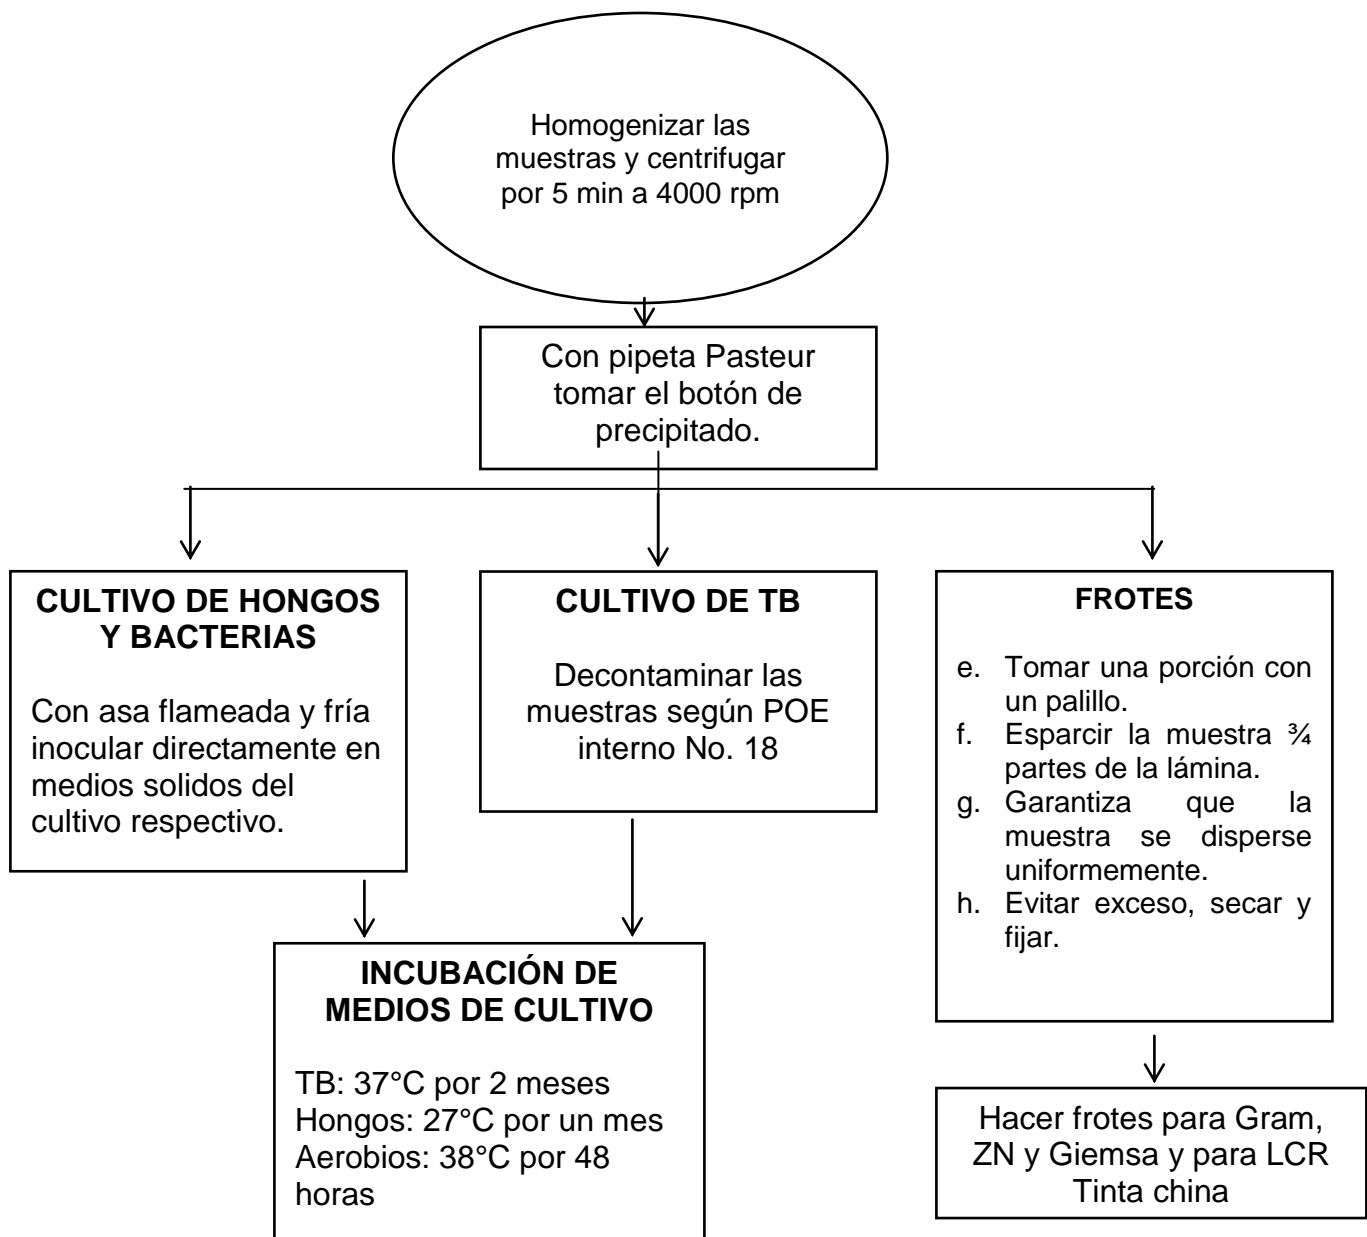 Homogenizar las
muestras y centrifugar
por 5 min a 4000 rpm
Con pipeta Pasteur
tomar el botón de
precipitado.
CULTIVO DE HONGOS
Y BACTERIAS
Con asa flameada y fría
inocular directamente en
medios solidos del
cultivo respectivo.
CULTIVO DE TB
Decontaminar las
muestras según POE
interno No. 18
FROTES
e. Tomar una porción con
un palillo.
f. Esparcir la muestra ¾
partes de la lámina.
g. Garantiza que la
muestra se disperse
uniformemente.
h. Evitar exceso, secar y
fijar.
INCUBACIÓN DE
MEDIOS DE CULTIVO
TB: 37°C por 2 meses
Hongos: 27°C por un mes
Aerobios: 38°C por 48
horas
Hacer frotes para Gram,
ZN y Giemsa y para LCR
Tinta china